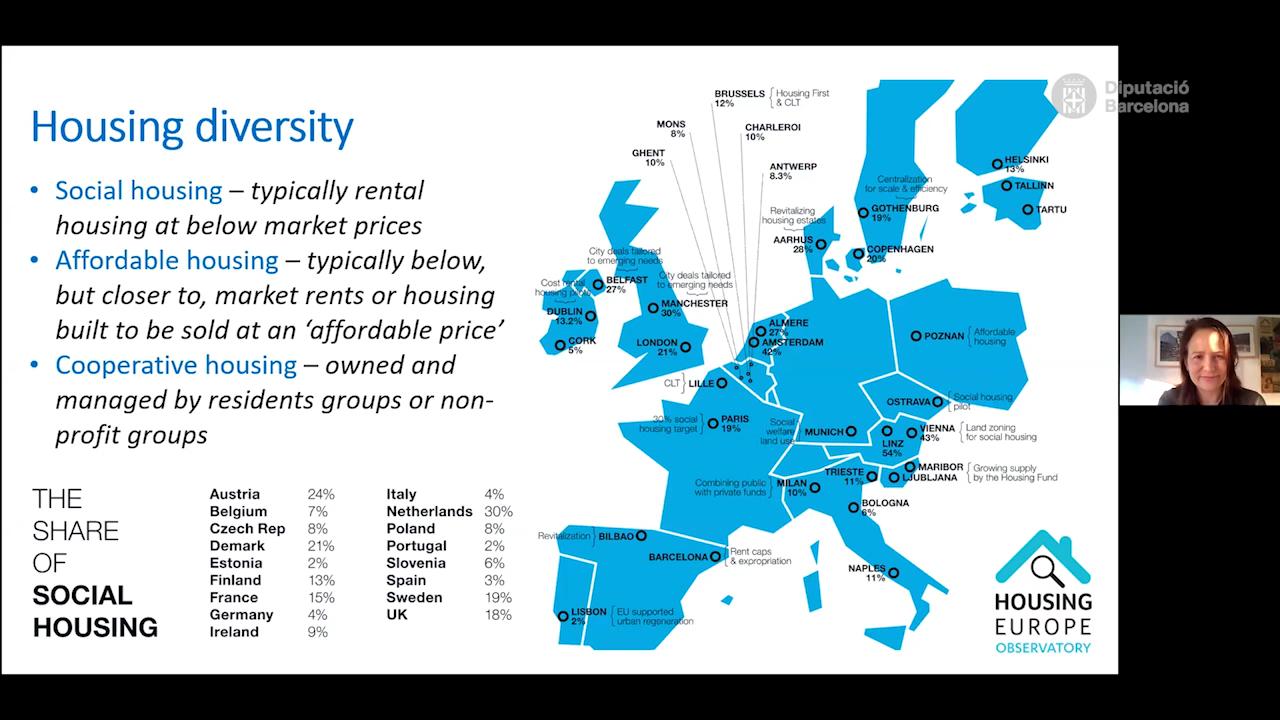 Diputació
Barcelona
Housing diversity
• Social housing – typically rental
housing at below market prices
• Affordable housing – typically below,
but closer to, market rents or housing
built to be sold at an ‘affordable price’
• Cooperative housing – owned and
managed by residents groups or non-
profit groups
THE
SHARE
OF
SOCIAL
HOUSING
Austria 24%
Belgium 7%
Czech Rep 8%
Demark 21%
Estonia 2%
Finland 13%
France 15%
Germany 4%
Ireland 9%
Italy 4%
Netherlands 30%
Poland 8%
Portugal 2%
Slovenia 6%
Spain 3%
Sweden 19%
UK 18%
BRUSSELS
12%
Housing First
& CLT
MONS
8%
CHARLEROI
10%
GHENT
10%
ANTWERP
8.3%
HELSINKI
13%
TALLINN
TARTU
Centralization
for scale & efficiency
GOTHENBURG
19%
Revitalizing
housing estates
AARHUS
28%
COPENHAGEN
20%
City deals tailored
to emerging needs
BELFAST
27%
City deals tailored
to emerging needs
MANCHESTER
30%
Cost rental
housing pilots
DUBLIN
13.2%
CORK
5%
LONDON
21%
ALMERE
27%
AMSTERDAM
42%
POZNAN
Affordable
housing
CLT
LILLE
OSTRAVA
Social housing
pilot
30% social
housing target
PARIS
19%
Social
welfare
land use
MUNICH
LINZ
54%
VIENNA
43%
Land zoning
for social housing
TRIESTE
11%
MARIBOR
LJUBLJANA
Growing supply
by the Housing Fund
Combining public
with private funds
MILAN
10%
BOLOGNA
6%
Revitalization
BILBAO
BARCELONA
Rent caps
& expropriation
NAPLES
11%
LISBON
2%
EU supported
urban regeneration
HOUSING
EUROPE
OBSERVATORY